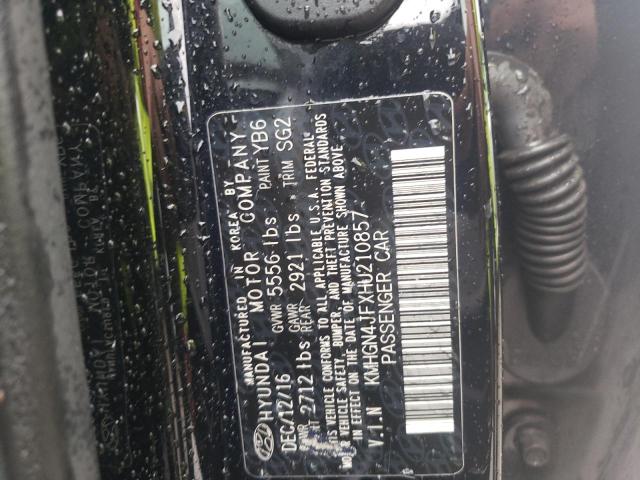 MANUFACTURED IN KOREA BY
HYUNDAI MOTOR COMPANY
DEC/12/16 GVWR 5556 lbs PAINT YB6
2712 lbs GAWR REAR 2921 lbs TRIM SG2
THIS VEHICLE CONFORMS TO ALL APPLICABLE U.S.A. FEDERAL
MOTOR VEHICLE SAFETY, BUMPER, AND THEFT PREVENTION STANDARDS
IN EFFECT ON THE DATE OF MANUFACTURE SHOWN ABOVE
V.I.N KMHGN4JFXHU210857
PASSENGER CAR